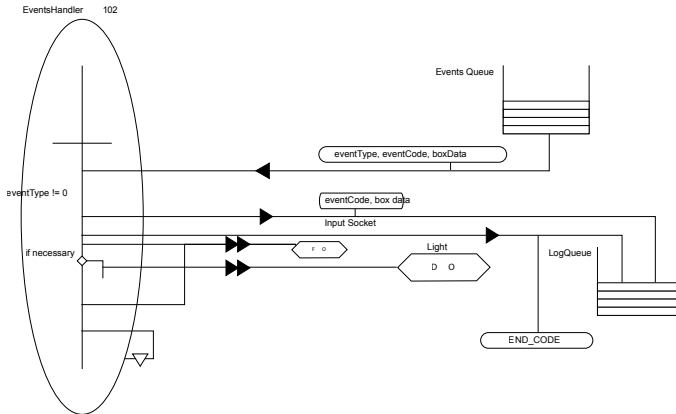 EventsHandler 102
Events Queue
eventType, eventCode, boxData
eventType != 0
eventCode, box data
Input Socket
if necessary
F O
Light
D O
LogQueue
END_CODE